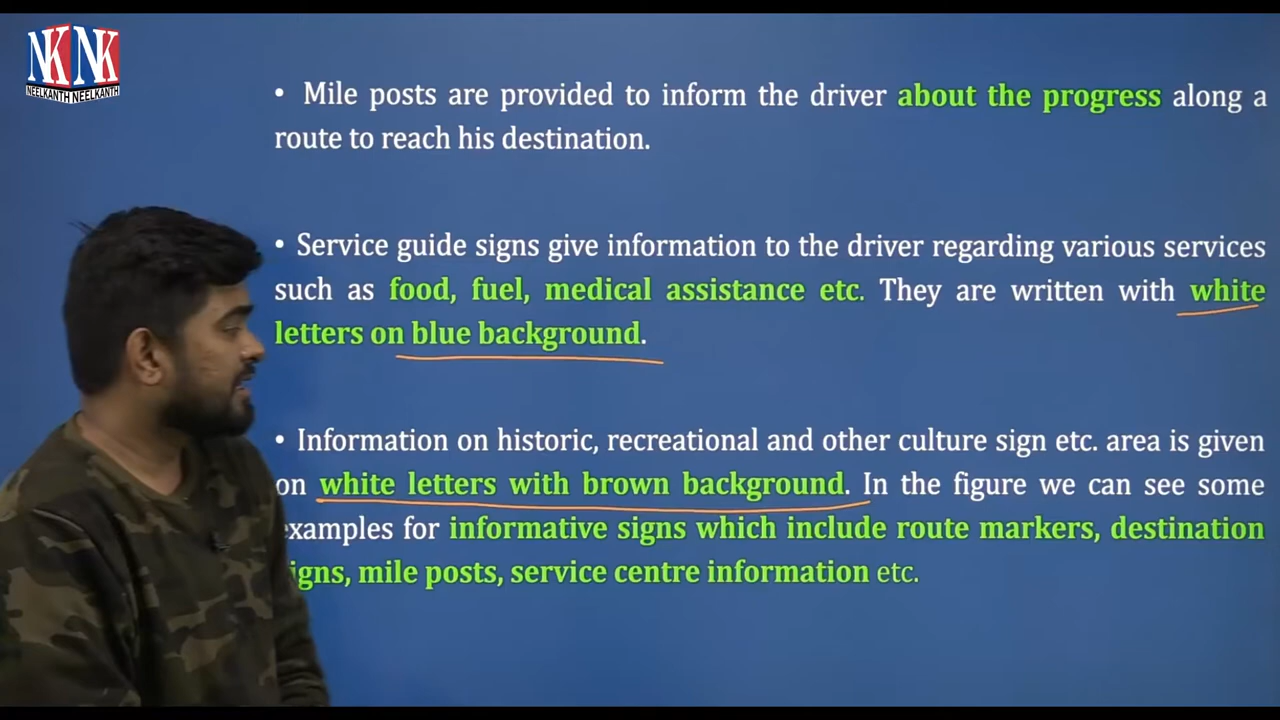 NKNK
NEELKANTH NEELKANTH
• Mile posts are provided to inform the driver about the progress along a
route to reach his destination.
• Service guide signs give information to the driver regarding various services
such as food, fuel, medical assistance etc. They are written with white
letters on blue background.
• Information on historic, recreational and other culture sign etc. area is given
on white letters with brown background. In the figure we can see some
examples for informative signs which include route markers, destination
igns, mile posts, service centre information etc.